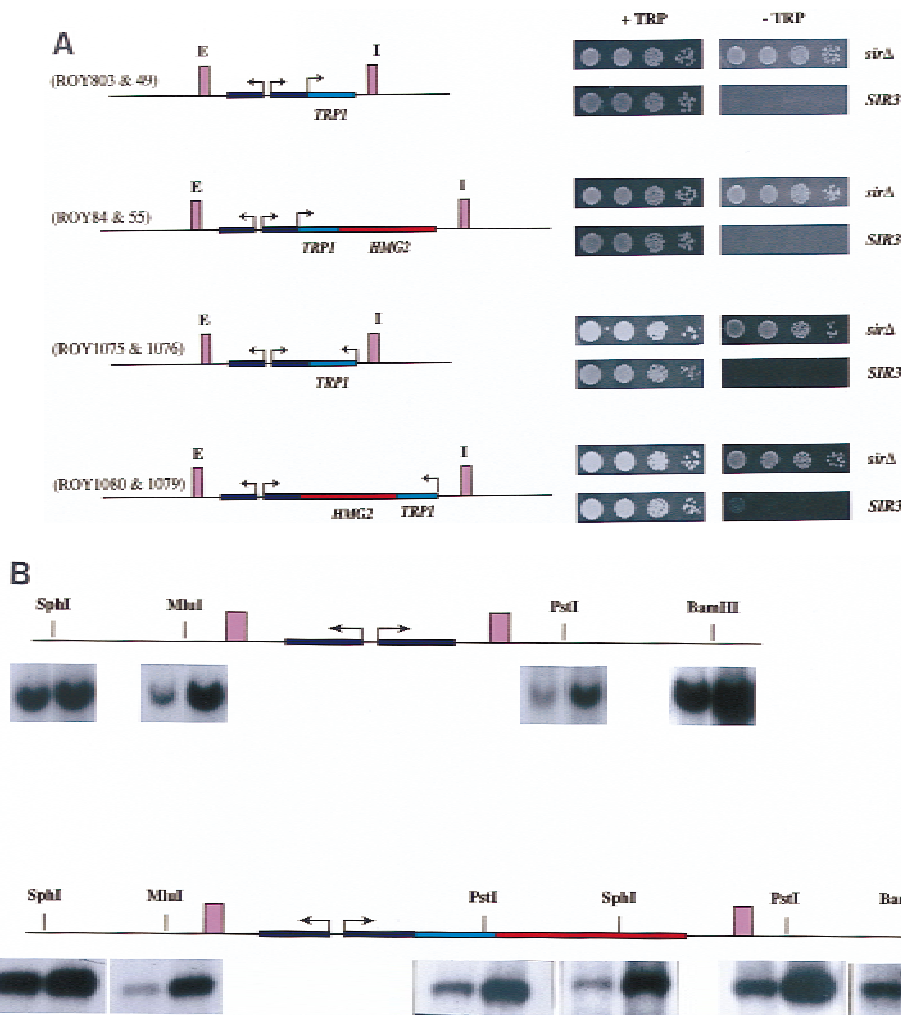 A
+ TRP - TRP
E I
(ROY803 & 49)
TRP1
sirΔ
SIR3
E I
(ROY84 & 55)
TRP1 HMG2
sirΔ
SIR3
E I
(ROY1075 & 1076)
TRP1
sirΔ
SIR3
E I
(ROY1080 & 1079)
HMG2 TRP1
sirΔ
SIR3
B
SphI MluI PstI BamHI
SphI MluI PstI SphI PstI Ba